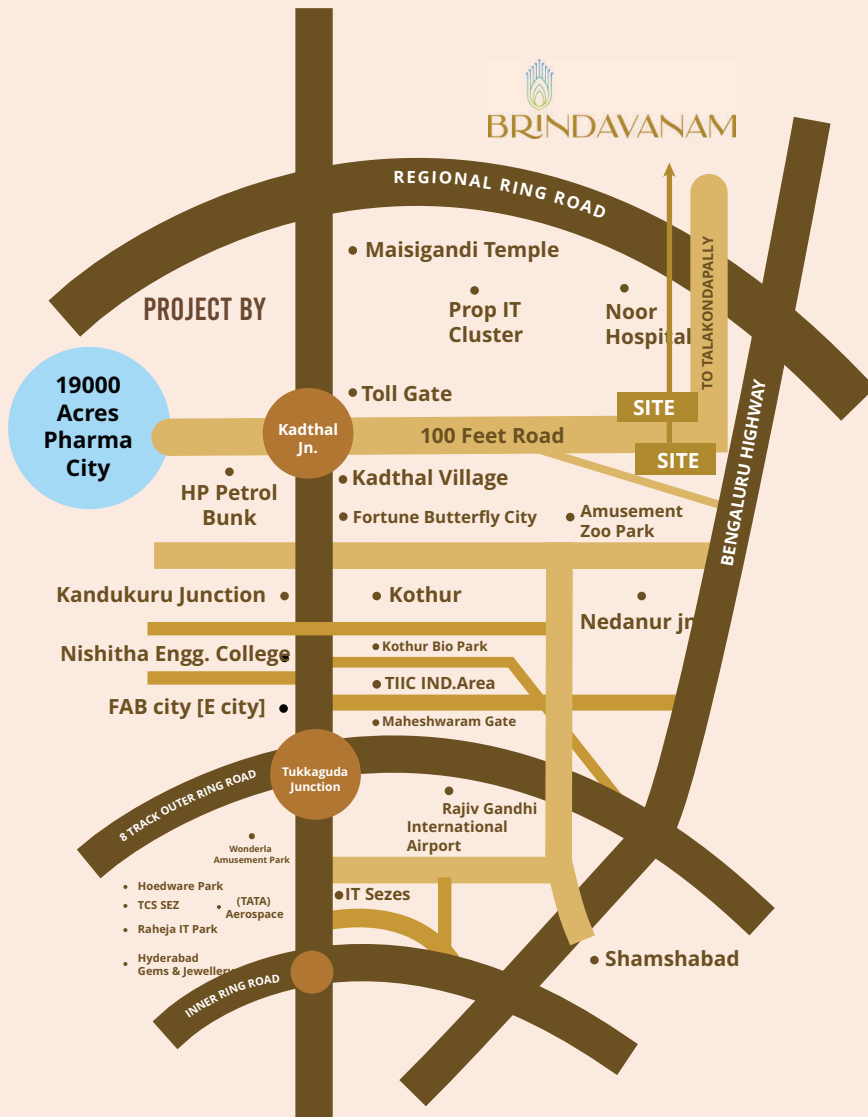 BRINDAVANAM
REGIONAL RING ROAD
Maisigandi Temple
PROJECT BY
Prop IT
Cluster
Noor
Hospital
TO TALAKONDAPALLY
19000
Acres
Pharma
City
Toll Gate
SITE
Kadthal
Jn.
100 Feet Road
SITE
BENGALURU HIGHWAY
HP Petrol
Bunk
Kadthal Village
Fortune Butterfly City
Amusement
Zoo Park
Kandukuru Junction
Kothur
Nedanur jn
Nishitha Engg. College
Kothur Bio Park
TIIC IND.Area
FAB city [E city]
Maheshwaram Gate
Tukkaguda
Junction
8 TRACK OUTER RING ROAD
Rajiv Gandhi
International
Airport
Wonderla
Amusement Park
Hoedware Park
TCS SEZ
(TATA)
Aerospace
IT Sezes
Raheja IT Park
Hyderabad
Gems & Jewellery
INNER RING ROAD
Shamshabad